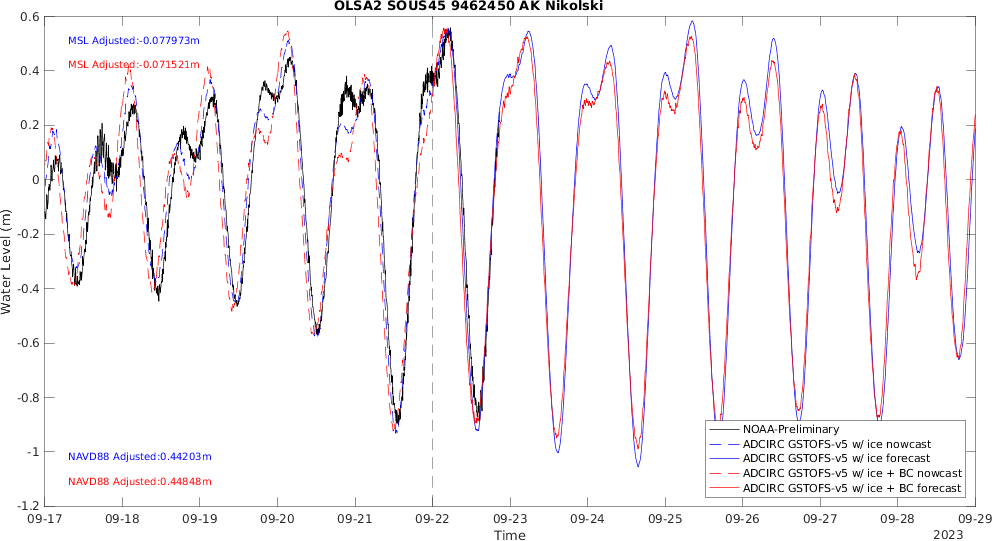 OLSA2 SOUS45 9462450 AK Nikolski
MSL Adjusted:-0.077973m
MSL Adjusted:-0.071521m
NAVD88 Adjusted:0.44203m
NAVD88 Adjusted:0.44848m
Water Level (m)
0.6
0.4
0.2
0
-0.2
-0.4
-0.6
-0.8
-1
-1.2
NOAA-Preliminary
ADCIRC GSTOFS-v5 w/ ice nowcast
ADCIRC GSTOFS-v5 w/ ice forecast
ADCIRC GSTOFS-v5 w/ ice + BC nowcast
ADCIRC GSTOFS-v5 w/ ice + BC forecast
09-17 09-18 09-19 09-20 09-21 09-22 09-23 09-24 09-25 09-26 09-27 09-28 09-29
Time
2023